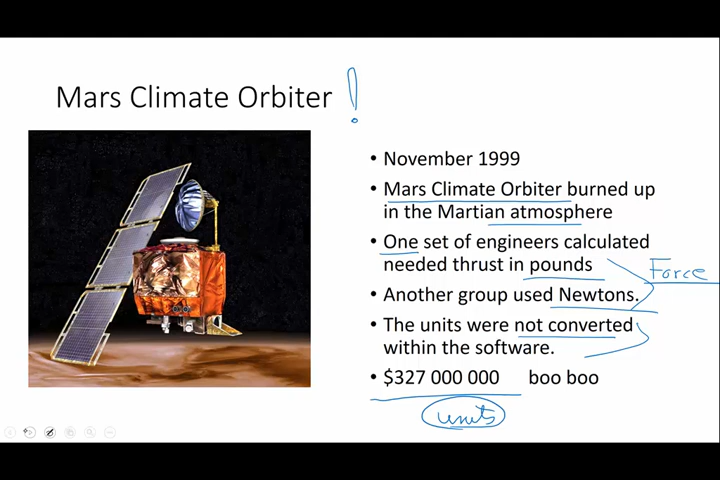 Mars Climate Orbiter !
• November 1999
• Mars Climate Orbiter burned up
in the Martian atmosphere
• One set of engineers calculated
needed thrust in pounds
Force
• Another group used Newtons.
• The units were not converted
within the software.
• $327 000 000 boo boo
units